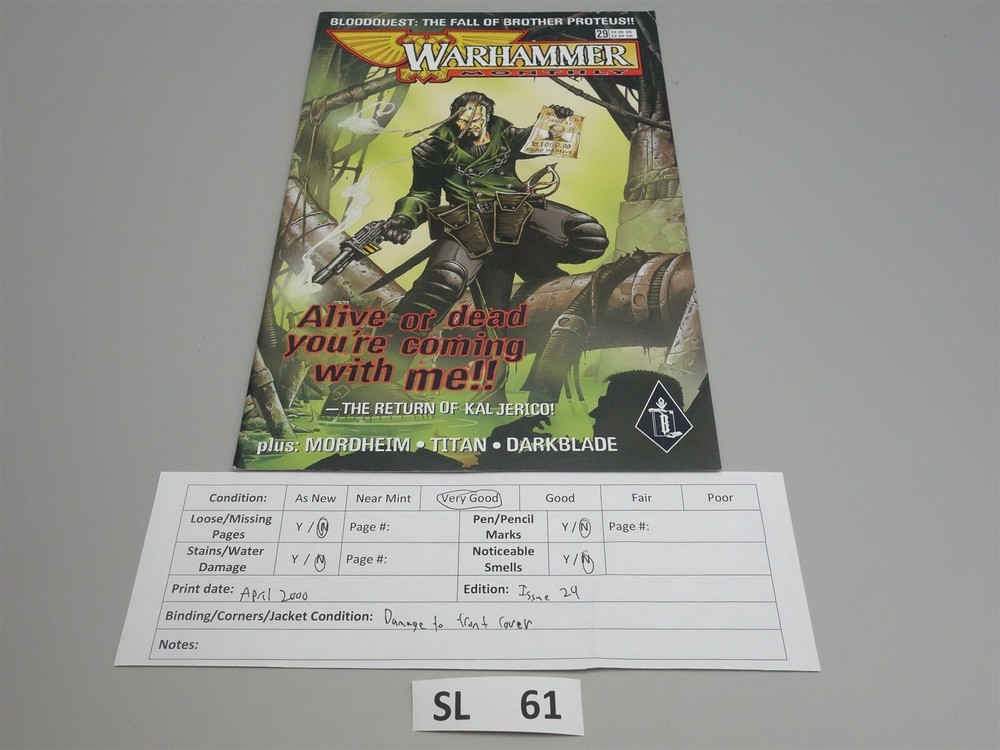 BLOODQUEST: THE FALL OF BROTHER PROTEUS!!
29
WARHAMMER
MONTHLY
Alive or dead
you're coming
with me!!
—THE RETURN OF KAL JERICO!
plus: MORDHEIM • TITAN • DARKBLADE
Condition: As New Near Mint Very Good Good Fair Poor
Loose/Missing Pages Y / N Page #: Pen/Pencil Marks Y / N Page #:
Stains/Water Damage Y / N Page #: Noticeable Smells Y / N
Print date: April 2000 Edition: Issue 29
Binding/Corners/Jacket Condition: Damage to front cover
Notes:
SL 61